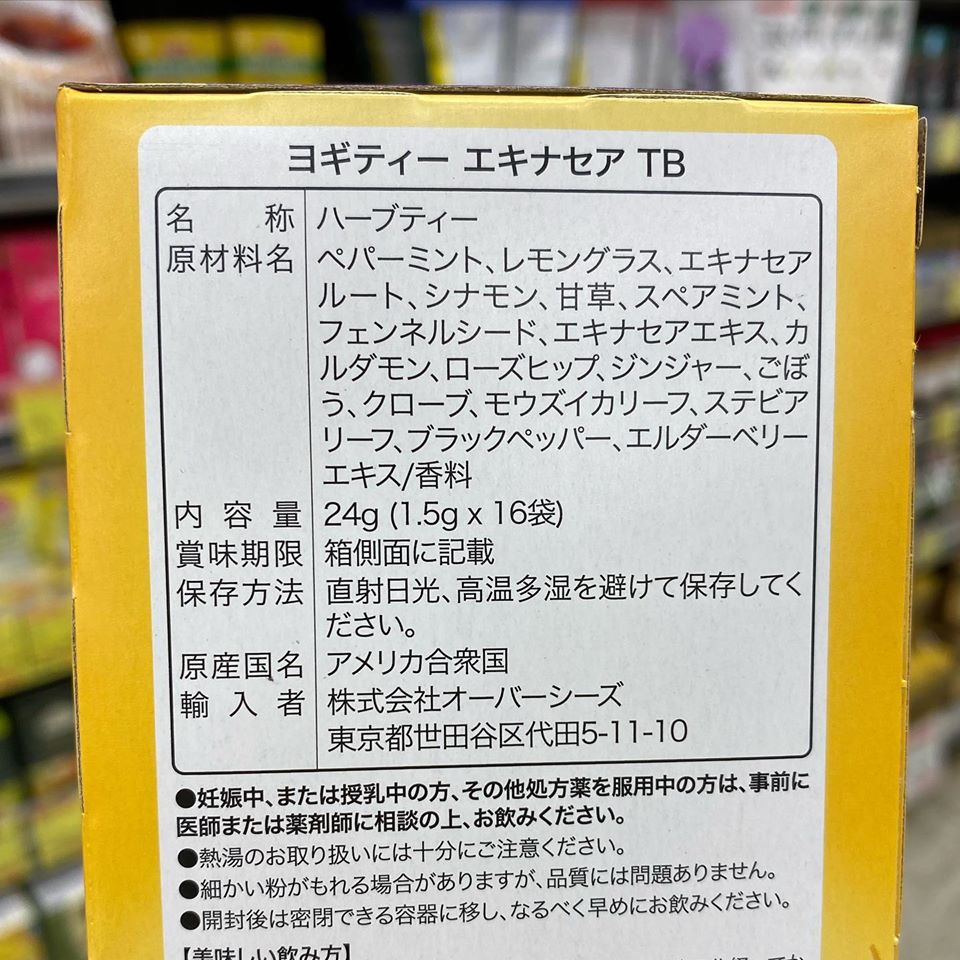 ヨギティー エキナセア TB
名称 ハーブティー
原材料名 ペパーミント、レモングラス、エキナセア
ルート、シナモン、甘草、スペアミント、
フェンネルシード、エキナセアエキス、カ
ルダモン、ローズヒップ、ジンジャー、ごぼ
う、クローブ、モウズイカリーフ、ステビア
リーフ、ブラックペッパー、エルダーベリー
エキス/香料
内容量 24g (1.5g x 16袋)
賞味期限 箱側面に記載
保存方法 直射日光、高温多湿を避けて保存してく
ださい。
原産国名 アメリカ合衆国
輸入者 株式会社オーバーシーズ
東京都世田谷区代田5-11-10
●妊娠中、または授乳中の方、その他処方薬を服用中の方は、事前に
医師または薬剤師に相談の上、お飲みください。
●熱湯のお取り扱いには十分にご注意ください。
●細かい粉がもれる場合がありますが、品質には問題ありません。
●開封後は密閉できる容器に移し、なるべく早めにお飲みください。
【美味しい飲み方】